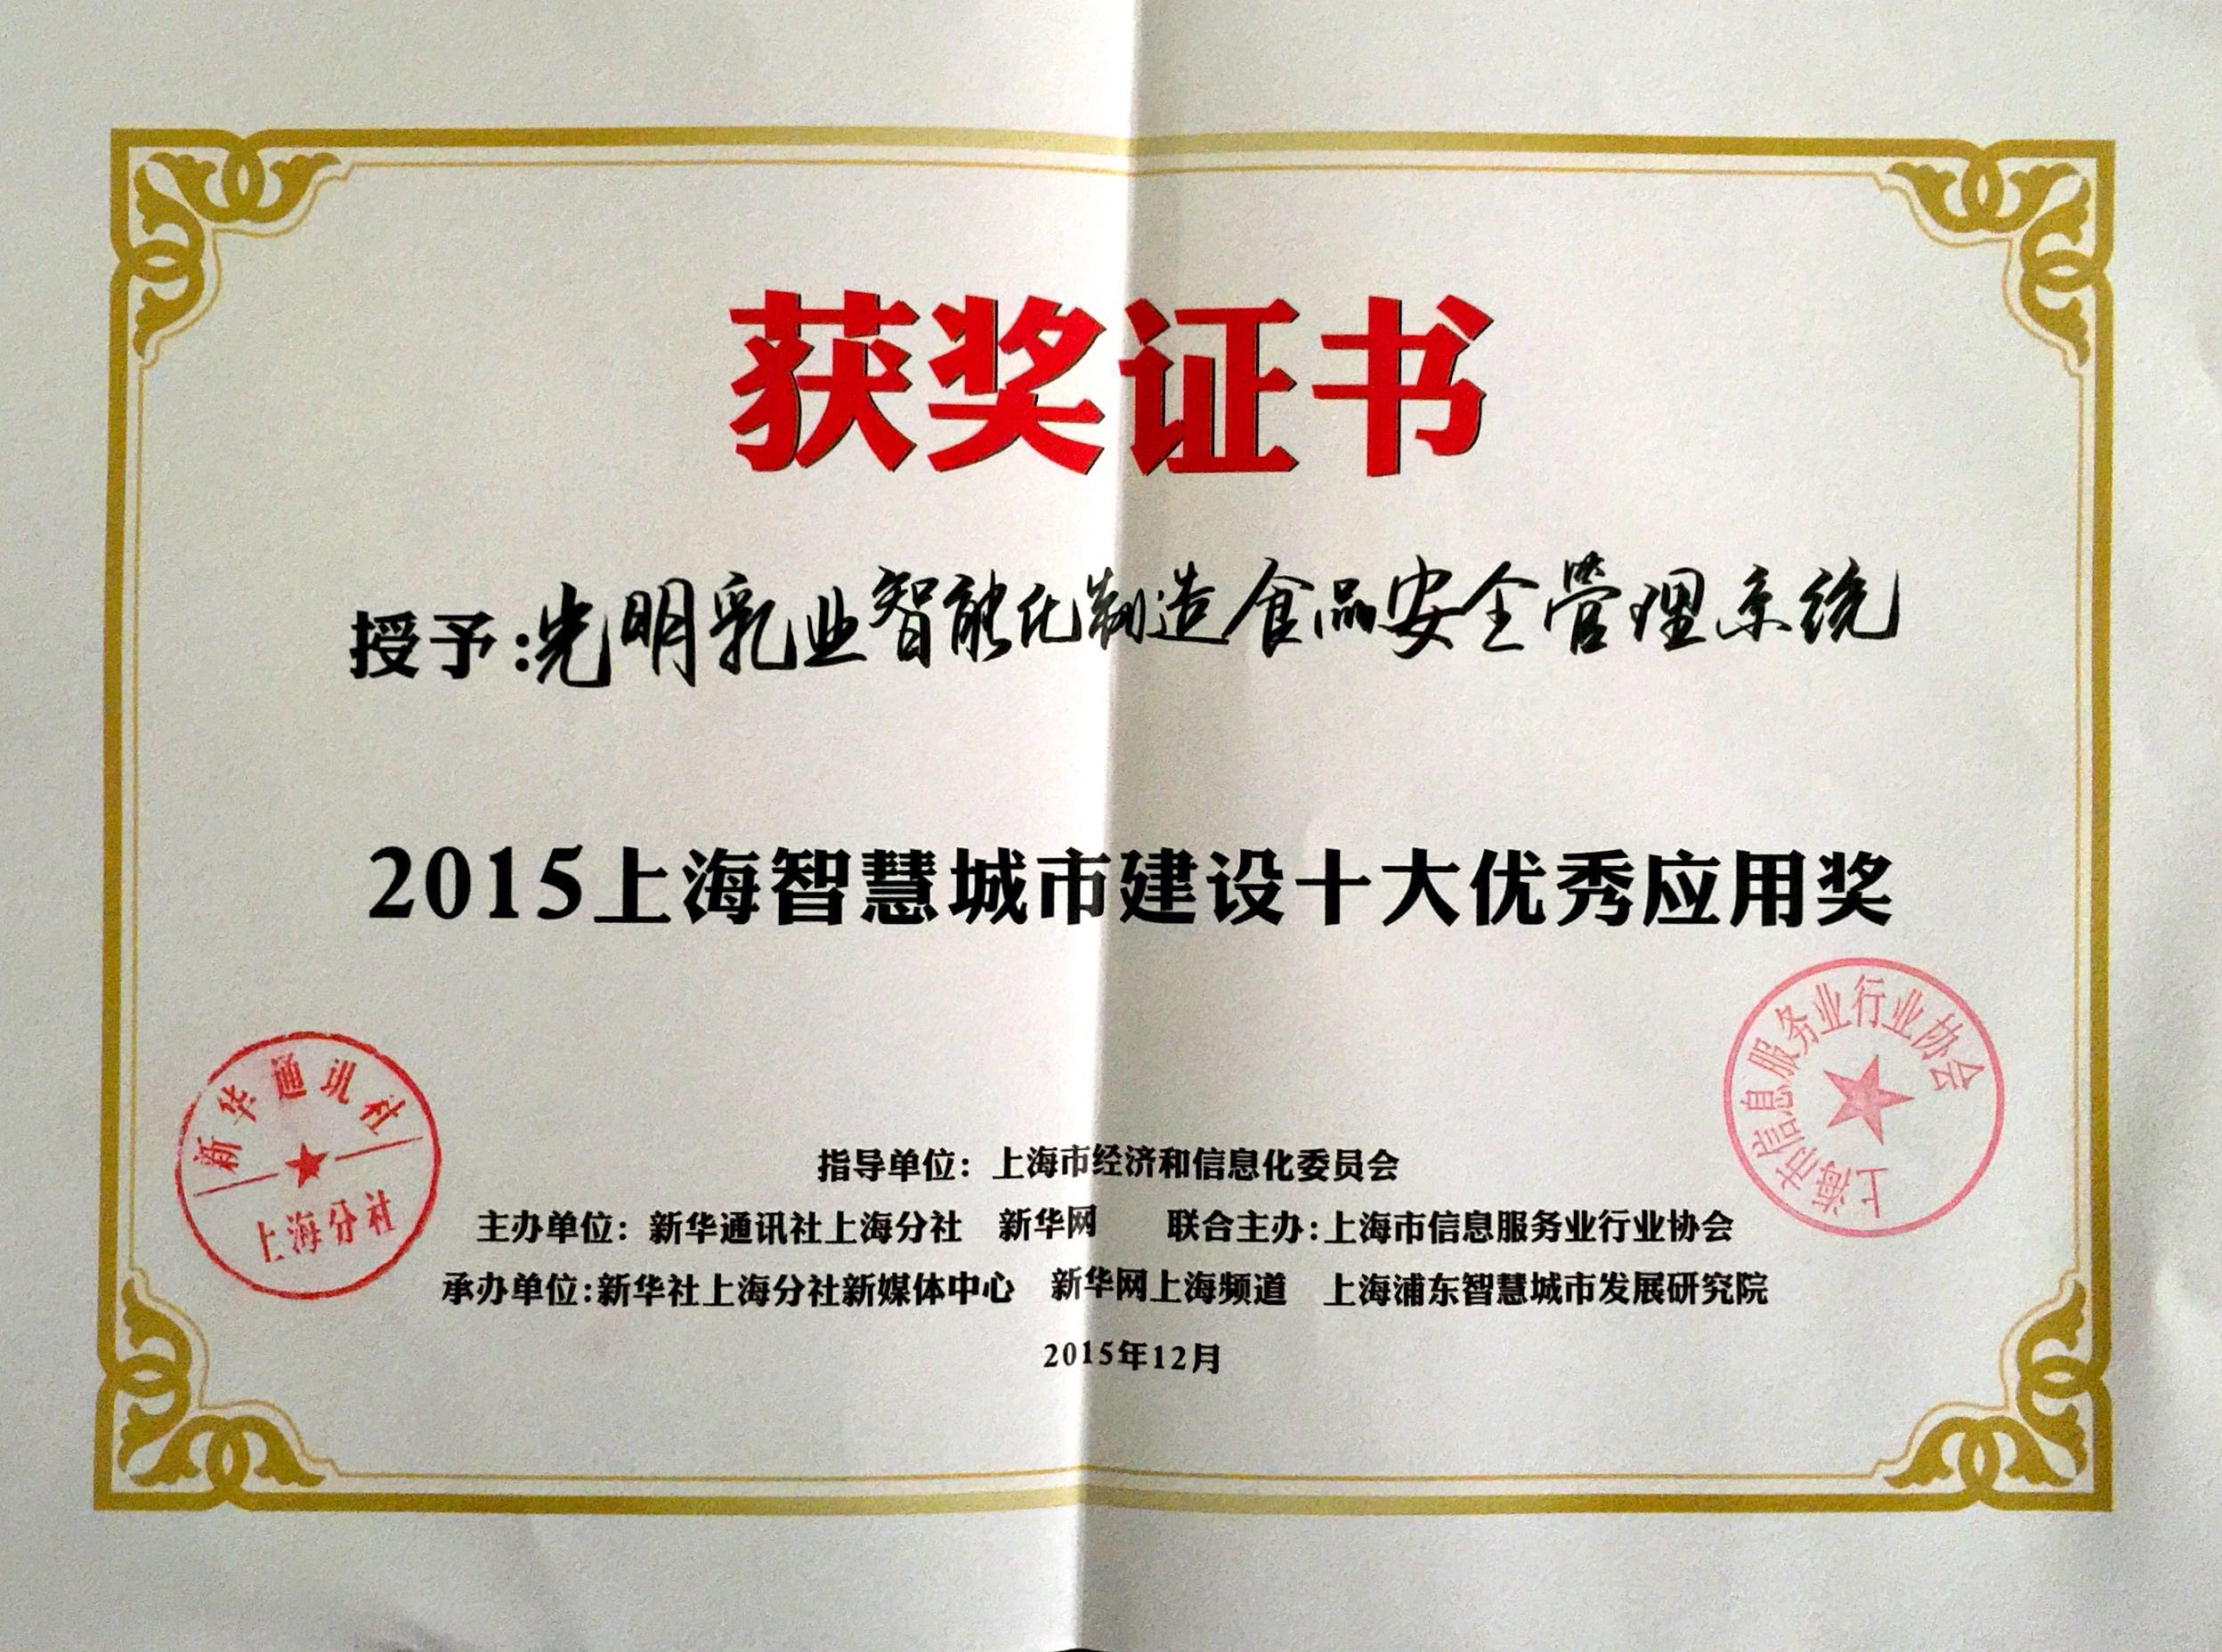 获奖证书
授予:光明乳业智能化制造食品安全管理系统
2015上海智慧城市建设十大优秀应用奖
新华通讯社
上海分社
上海市信息服务业行业协会
指导单位：上海市经济和信息化委员会
主办单位：新华通讯社上海分社 新华网 联合主办:上海市信息服务业行业协会
承办单位:新华社上海分社新媒体中心 新华网上海频道 上海浦东智慧城市发展研究院
2015年12月